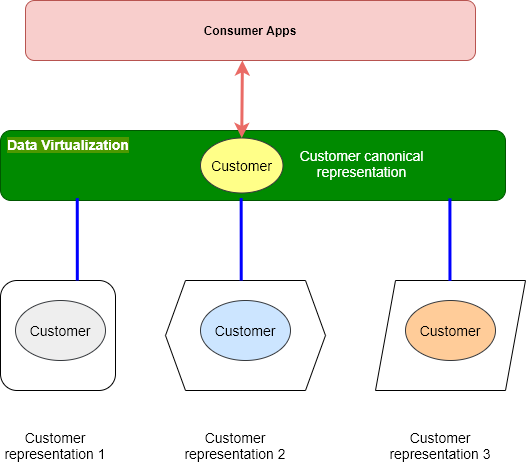 Consumer Apps
Data Virtualization
Customer
Customer canonical
representation
Customer
Customer
Customer
Customer
representation 1
Customer
representation 2
Customer
representation 3